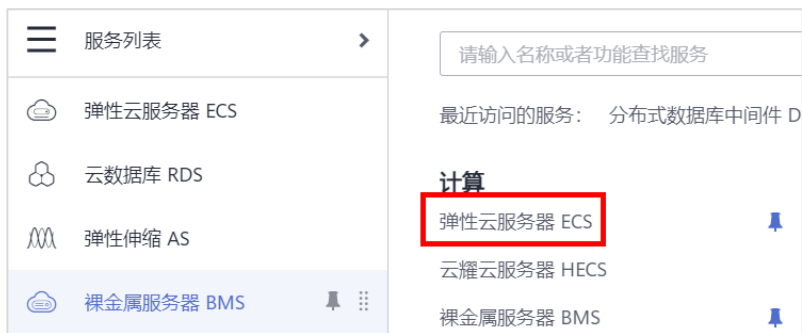 服务列表
弹性云服务器 ECS
云数据库 RDS
弹性伸缩 AS
裸金属服务器 BMS
请输入名称或者功能查找服务
最近访问的服务： 分布式数据库中间件 D
计算
弹性云服务器 ECS
云耀云服务器 HECS
裸金属服务器 BMS